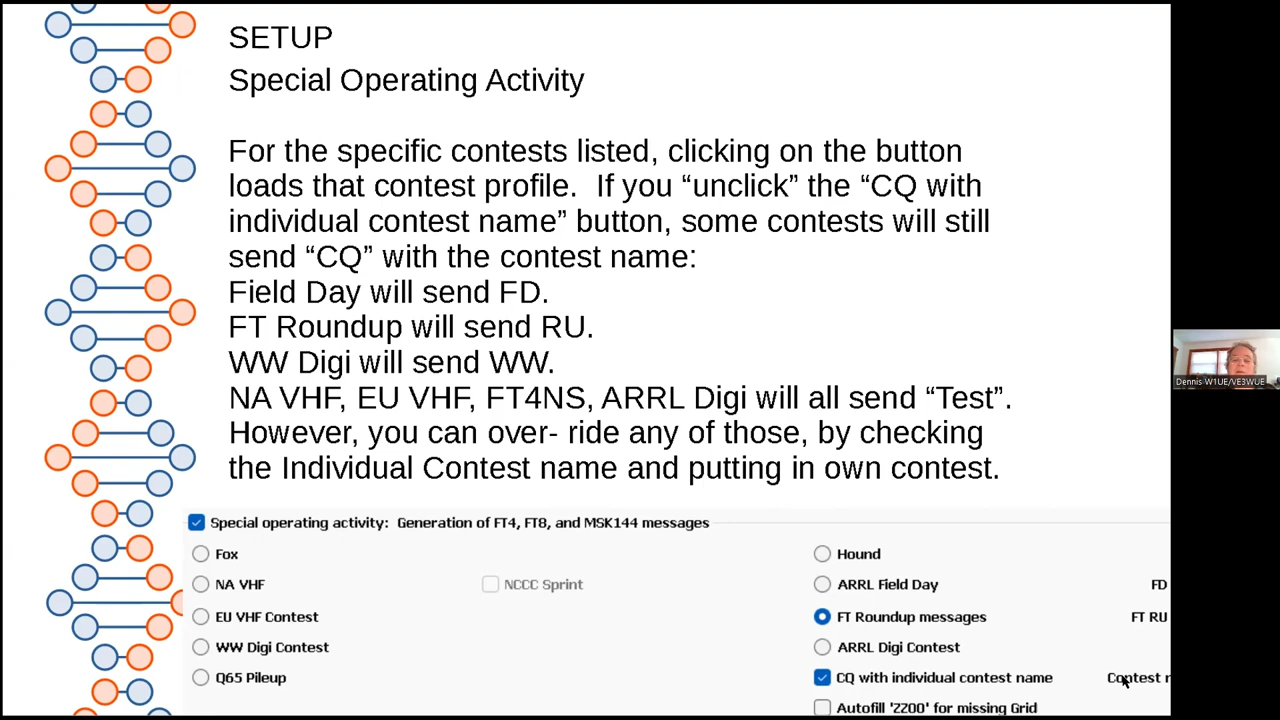 SETUP
Special Operating Activity
For the specific contests listed, clicking on the button
loads that contest profile.  If you “unclick” the “CQ with
individual contest name” button, some contests will still
send “CQ” with the contest name:
Field Day will send FD.
FT Roundup will send RU.
WW Digi will send WW.
NA VHF, EU VHF, FT4NS, ARRL Digi will all send “Test”.
However, you can over- ride any of those, by checking
the Individual Contest name and putting in own contest.
Dennis W1UE/VE3WUE
Special operating activity:  Generation of FT4, FT8, and MSK144 messages
Fox
Hound
NA VHF
NCCC Sprint
ARRL Field Day
FD
EU VHF Contest
FT Roundup messages
FT RU
WW Digi Contest
ARRL Digi Contest
Q65 Pileup
CQ with individual contest name
Contest
Autofill '2200' for missing Grid